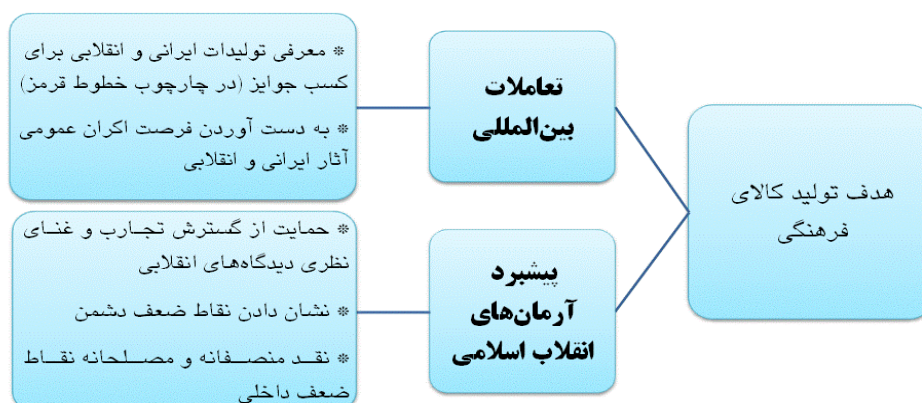 هدف تولید کالای
فرهنگی
تعاملات
بین‌المللی
* معرفی تولیدات ایرانی و انقلابی برای
کسب جوایز (در چارچوب خطوط قرمز)
* به دست آوردن فرصت اکران عمومی
آثار ایرانی و انقلابی
پیشبرد
آرمان‌های
انقلاب اسلامی
* حمایت از گسترش تجارب و غنای
نظری دیدگاه‌های انقلابی
* نشان دادن نقاط ضعف دشمن
* نقد منصفانه و مصلحانه نقاط
ضعف داخلی